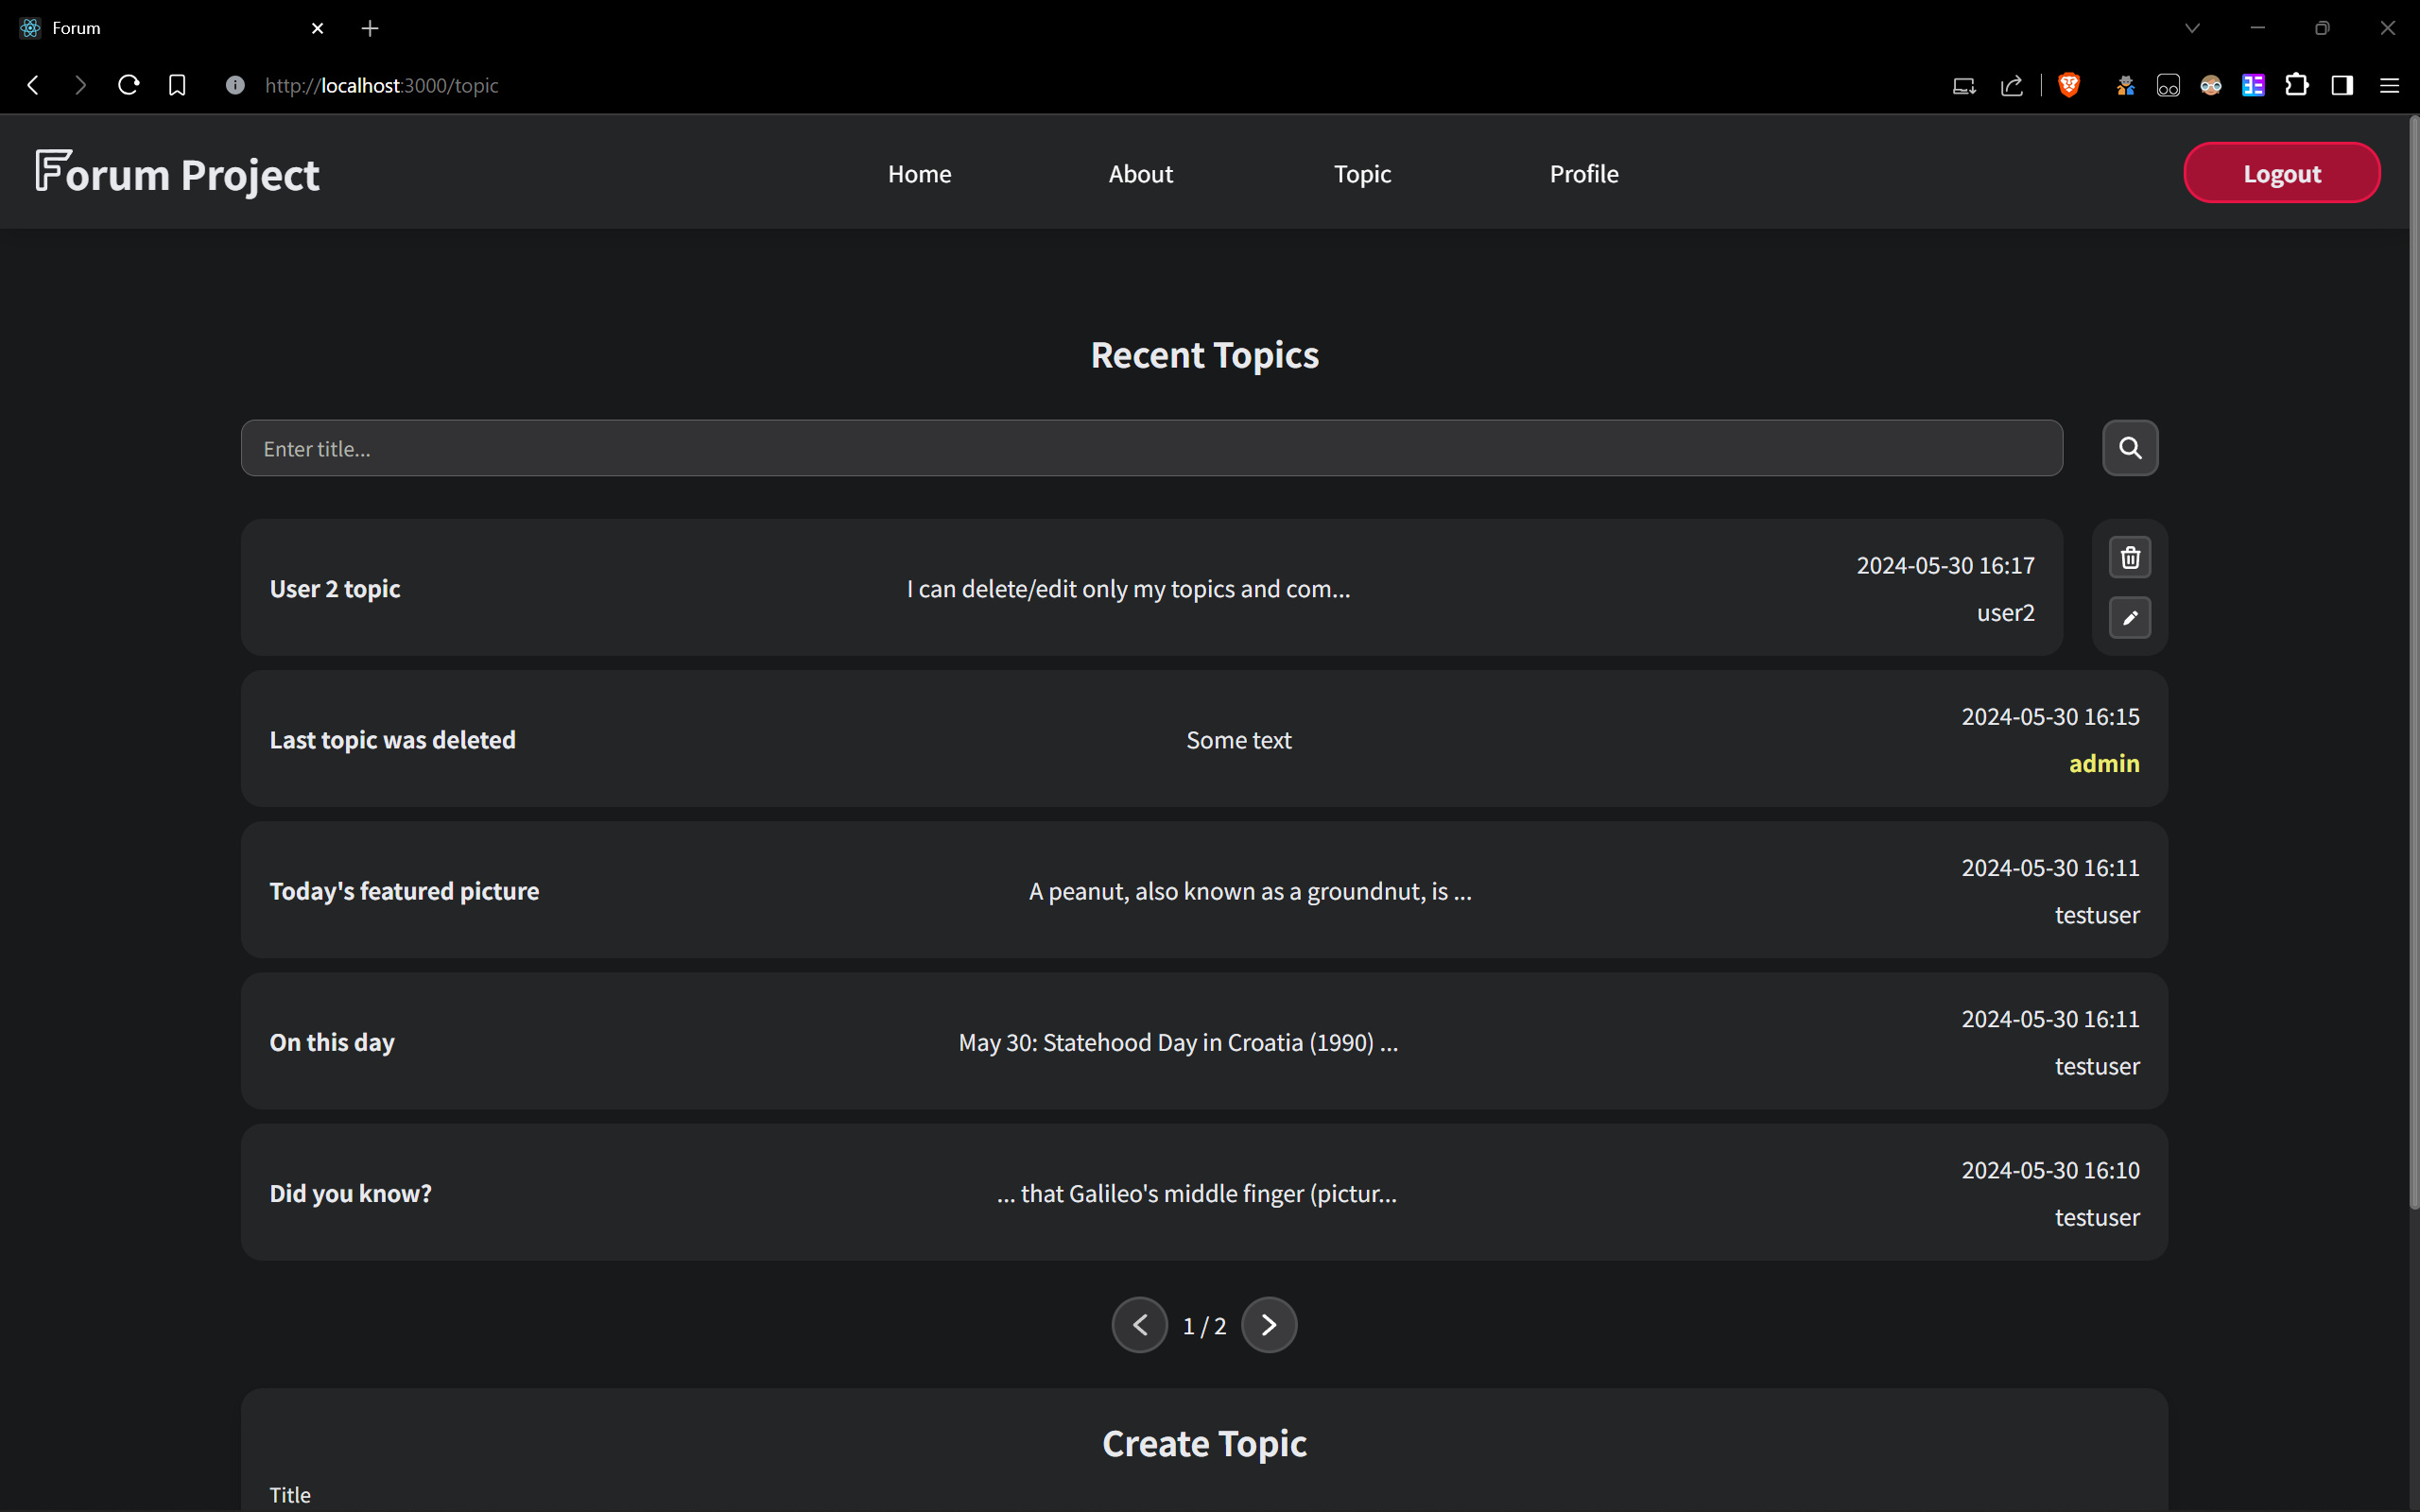 Forum
http://localhost:3000/topic
Forum Project
Home
About
Topic
Profile
Logout
Recent Topics
Enter title...
User 2 topic
I can delete/edit only my topics and com...
2024-05-30 16:17
user2
Last topic was deleted
Some text
2024-05-30 16:15
admin
Today's featured picture
A peanut, also known as a groundnut, is ...
2024-05-30 16:11
testuser
On this day
May 30: Statehood Day in Croatia (1990) ...
2024-05-30 16:11
testuser
Did you know?
... that Galileo's middle finger (pictur...
2024-05-30 16:10
testuser
1 / 2
Create Topic
Title